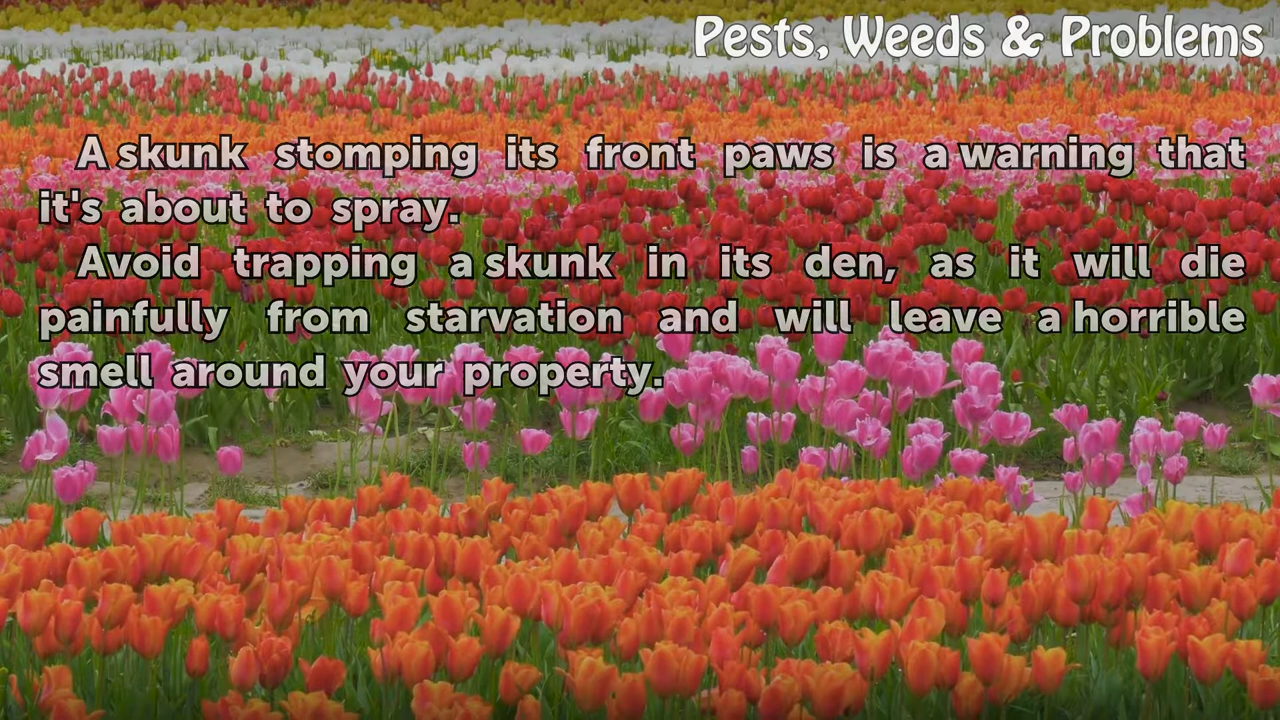 Pests, Weeds & Problems
A skunk stomping its front paws is a warning that
it's about to spray.
Avoid trapping a skunk in its den, as it will die
painfully from starvation and will leave a horrible
smell around your property.